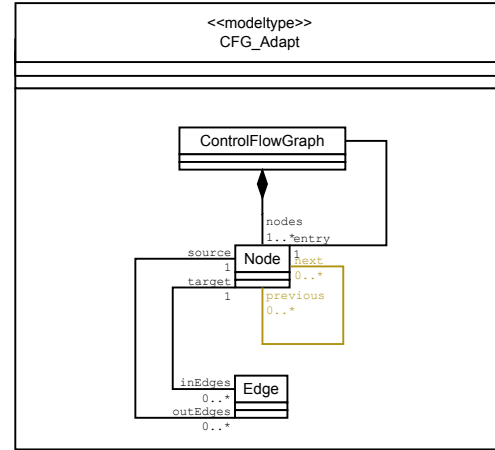 <<modeltype>>
CFG_Adapt
ControlFlowGraph
nodes
1..*
entry
1
source
1
Node
next
0..*
target
1
previous
0..*
inEdges
0..*
Edge
outEdges
0..*